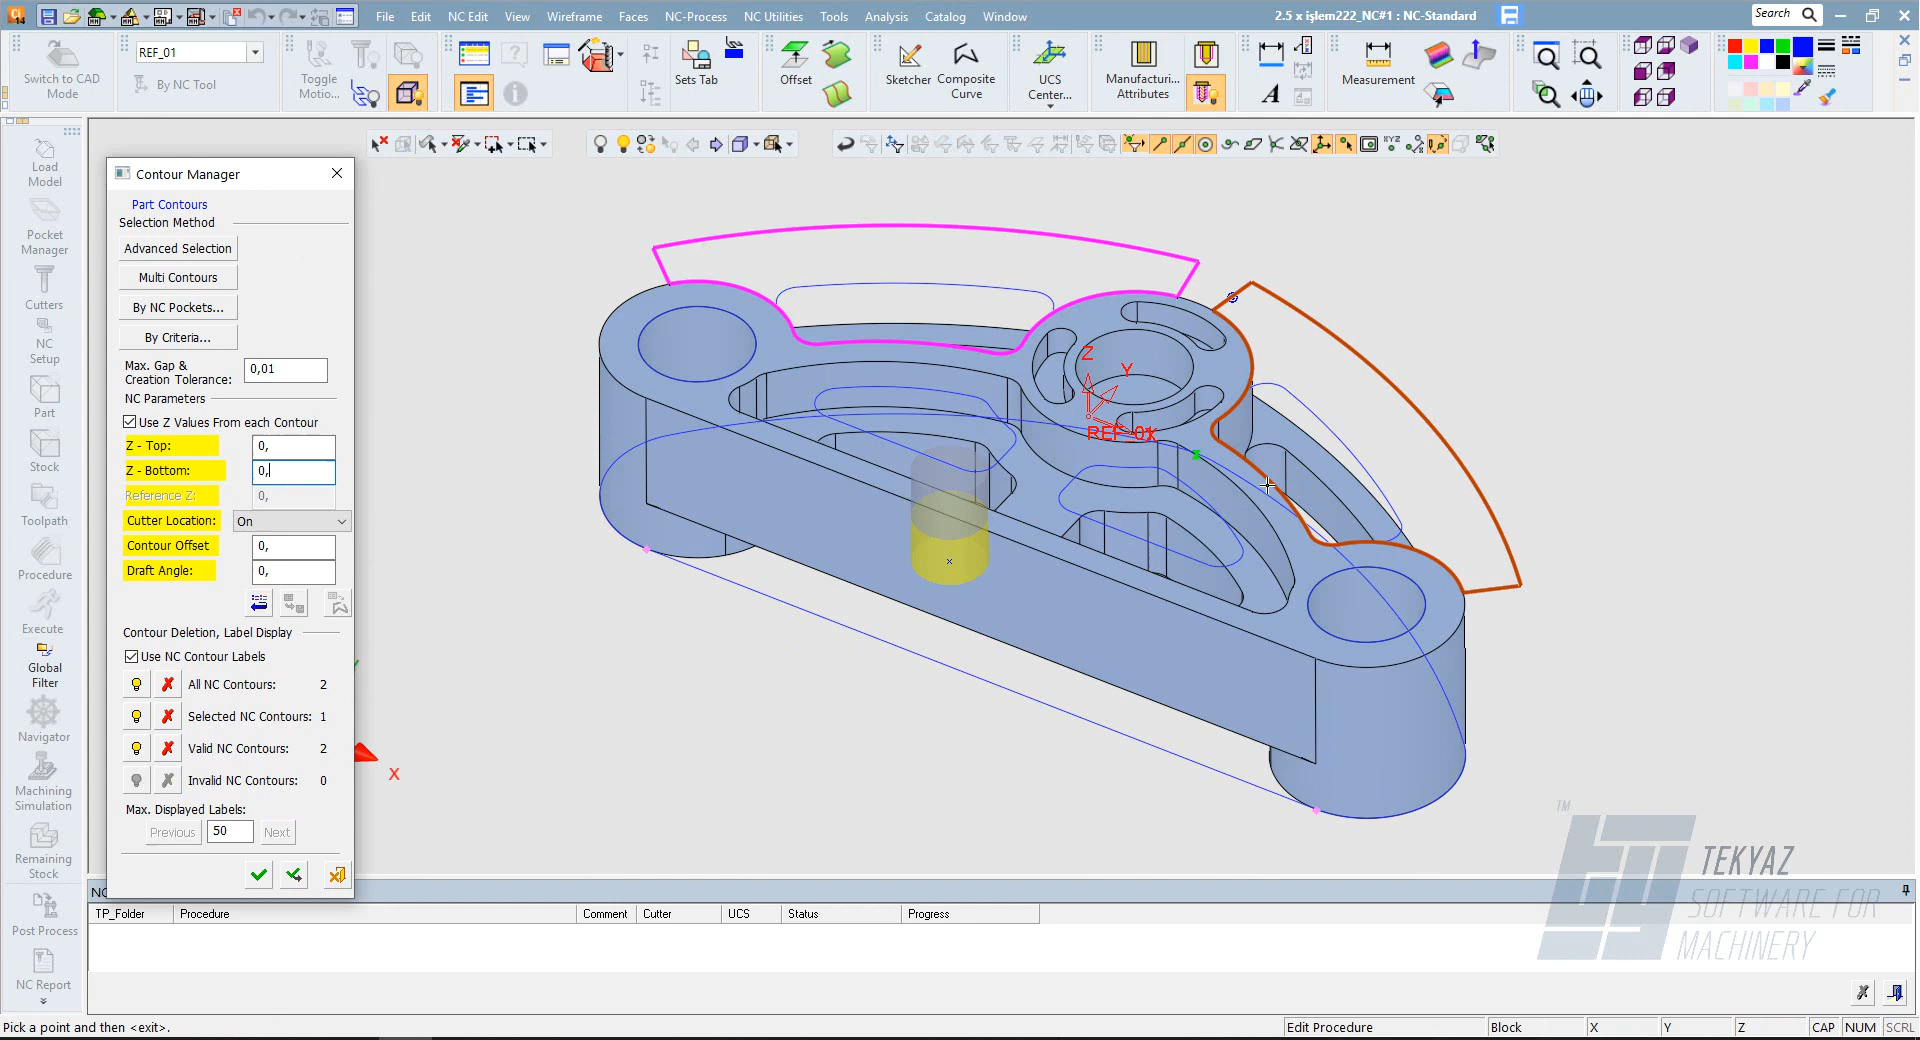 File Edit NC Edit View Wireframe Faces NC-Process NC Utilities Tools Analysis Catalog Window
2.5 x işlem222_NC#1 : NC-Standard
Search
Switch to CAD
Mode
REF_01
By NC Tool
Toggle
Motio...
Sets Tab
Offset
Sketcher
Composite
Curve
UCS
Center...
Manufacturi...
Attributes
Measurement
Load
Model
Pocket
Manager
Cutters
NC
Setup
Part
Stock
Toolpath
Procedure
Execute
Global
Filter
Navigator
Machining
Simulation
Remaining
Stock
Post Process
NC Report
Contour Manager
Part Contours
Selection Method
Advanced Selection
Multi Contours
By NC Pockets...
By Criteria...
Max. Gap &
Creation Tolerance: 0,01
NC Parameters
Use Z Values From each Contour
Z - Top: 0,
Z - Bottom: 0,
Reference Z: 0,
Cutter Location: On
Contour Offset 0,
Draft Angle: 0,
Contour Deletion, Label Display
Use NC Contour Labels
All NC Contours: 2
Selected NC Contours: 1
Valid NC Contours: 2
Invalid NC Contours: 0
Max. Displayed Labels:
Previous 50 Next
Z
Y
X
TM
TEKYAZ
SOFTWARE FOR
MACHINERY
NC
TP_Folder Procedure Comment Cutter UCS Status Progress
Pick a point and then <exit>.
Edit Procedure Block X Y Z CAP NUM SCRL